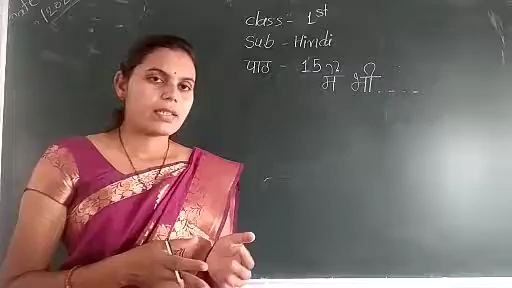 class:- 1st
Sub - Hindi
पाठ - 15 मैं भी....